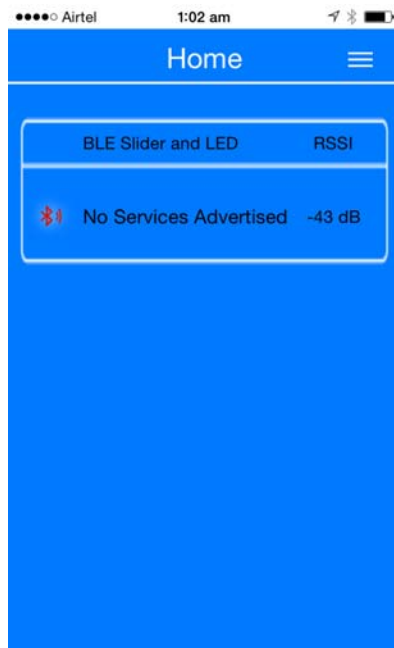 Airtel 1:02 am
Home
BLE Slider and LED RSSI
No Services Advertised -43 dB